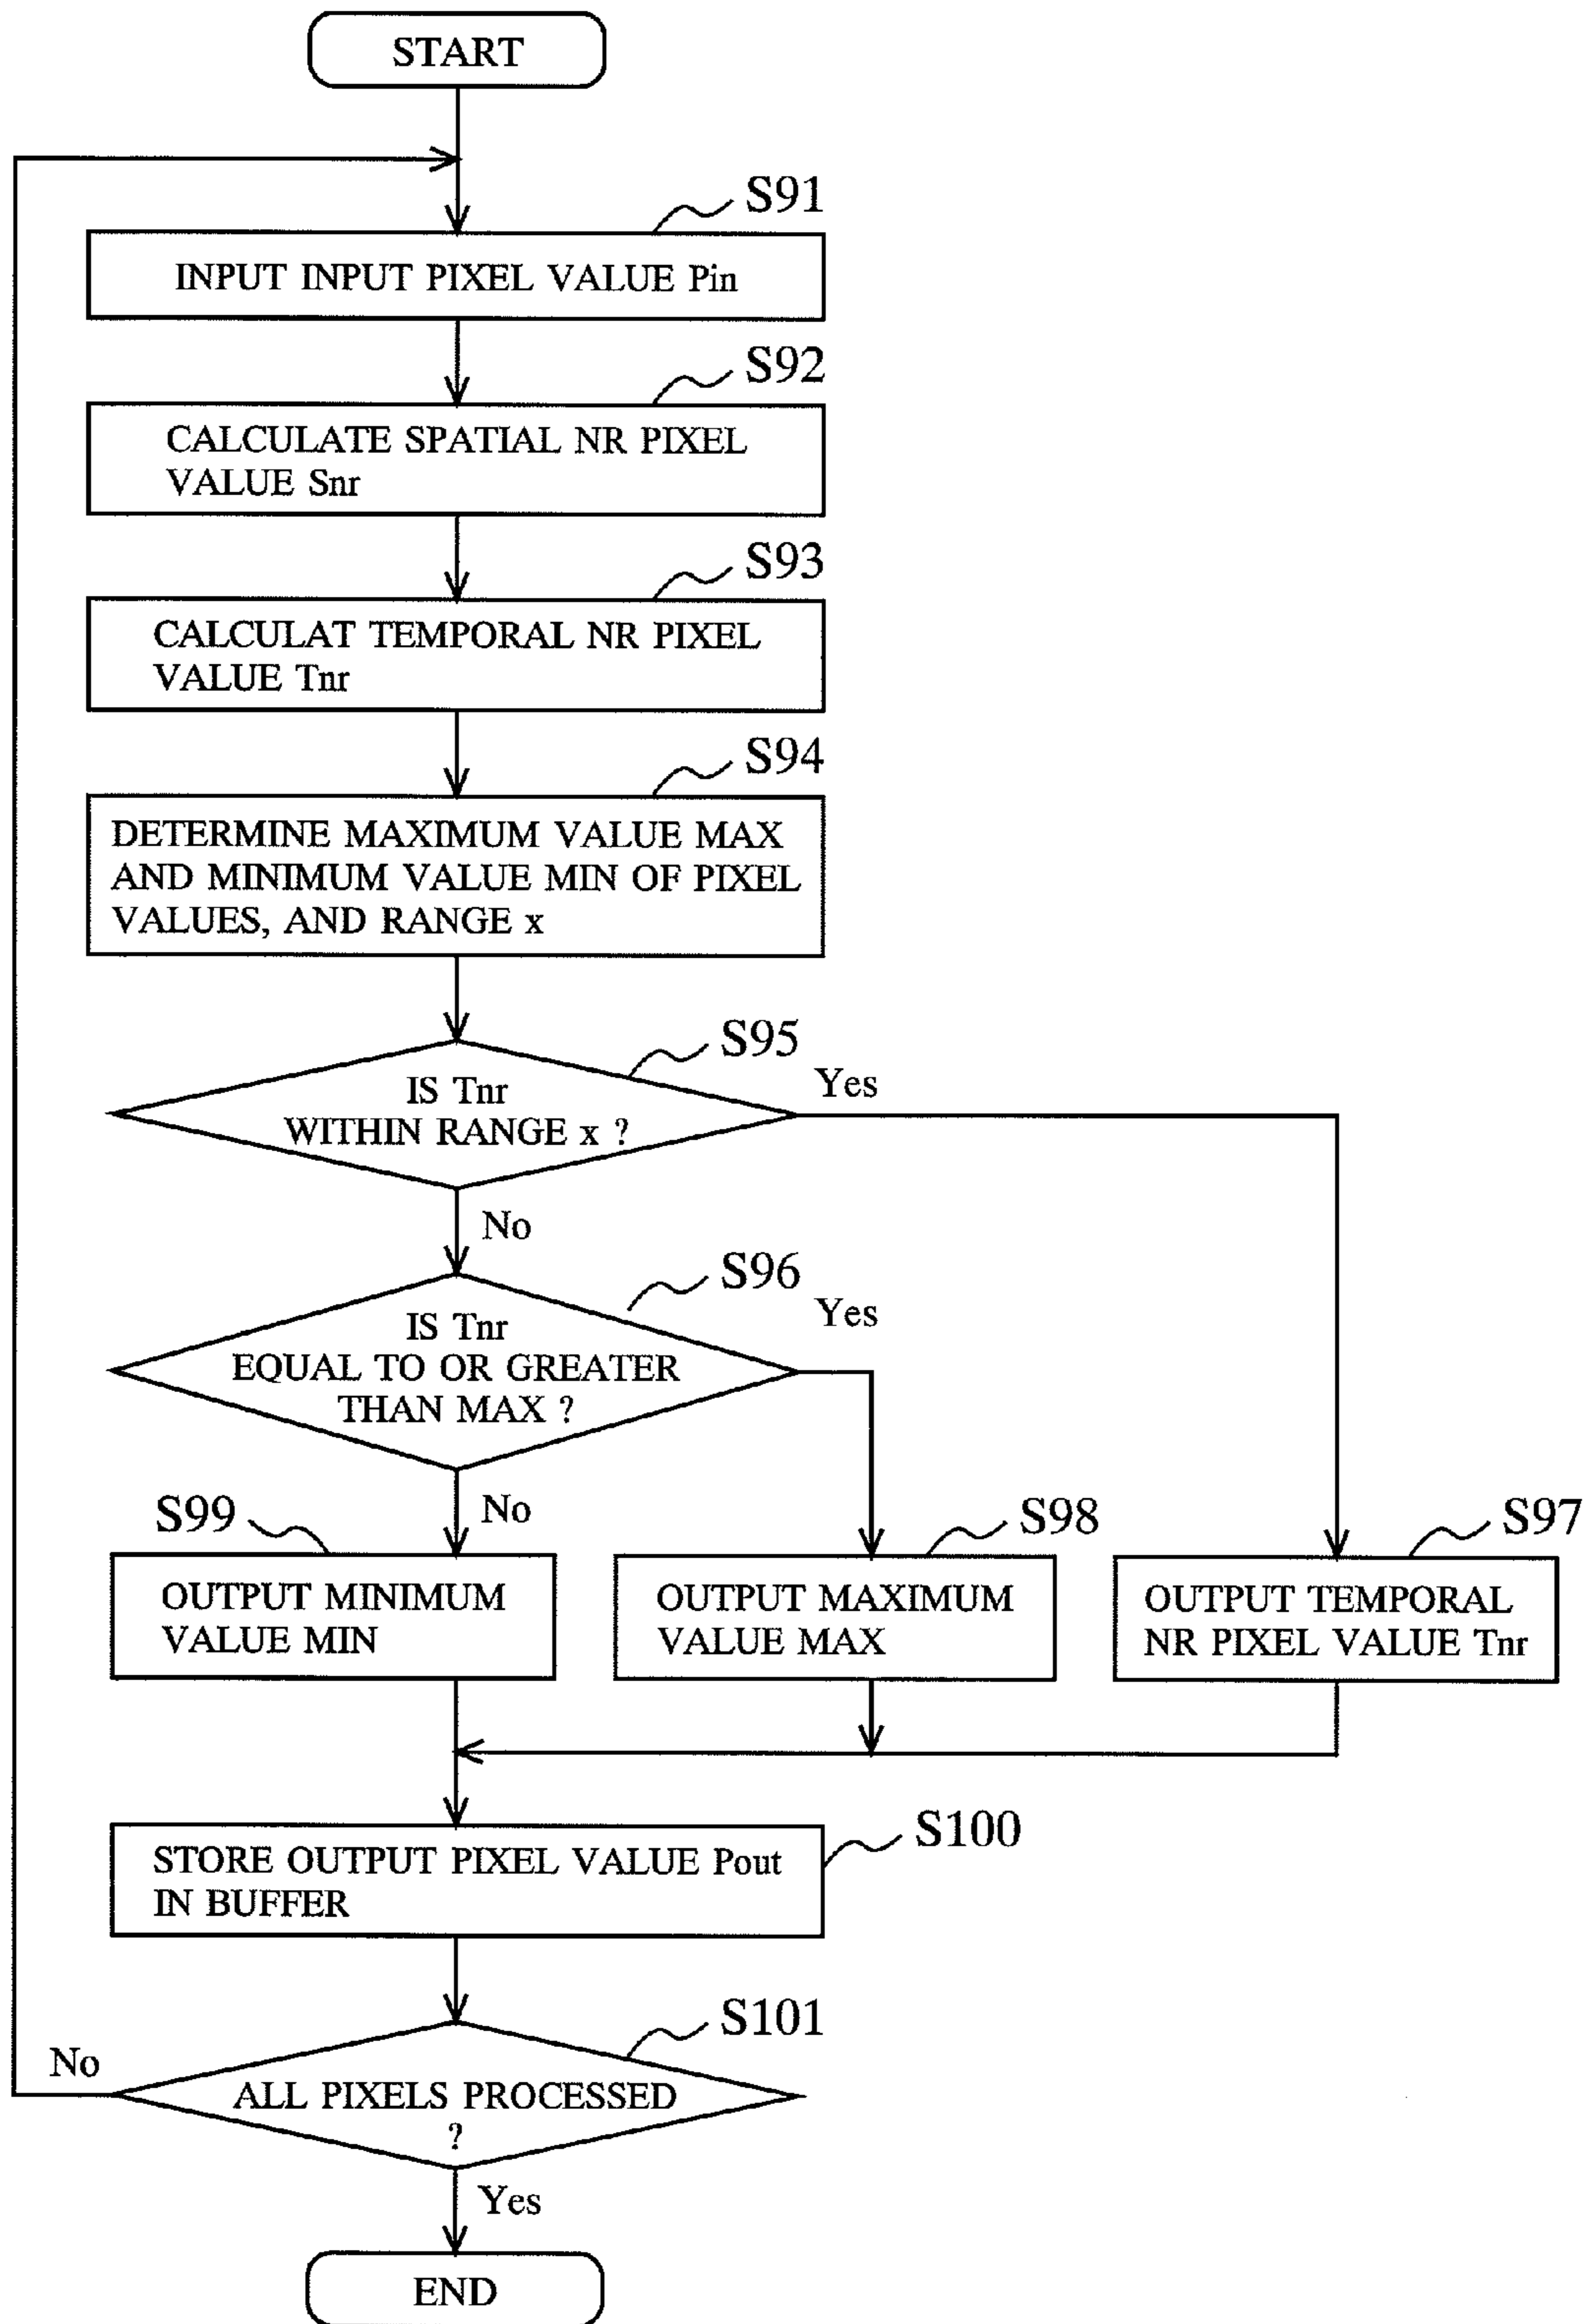 START
S91
INPUT INPUT PIXEL VALUE Pin
S92
CALCULATE SPATIAL NR PIXEL
VALUE Snr
S93
CALCULAT TEMPORAL NR PIXEL
VALUE Tnr
S94
DETERMINE MAXIMUM VALUE MAX
AND MINIMUM VALUE MIN OF PIXEL
VALUES, AND RANGE x
S95
IS Tnr
WITHIN RANGE x ?
Yes
No
S96
IS Tnr
EQUAL TO OR GREATER
THAN MAX ?
Yes
No
S99
OUTPUT MINIMUM
VALUE MIN
S98
OUTPUT MAXIMUM
VALUE MAX
S97
OUTPUT TEMPORAL
NR PIXEL VALUE Tnr
S100
STORE OUTPUT PIXEL VALUE Pout
IN BUFFER
S101
ALL PIXELS PROCESSED
?
No
Yes
END